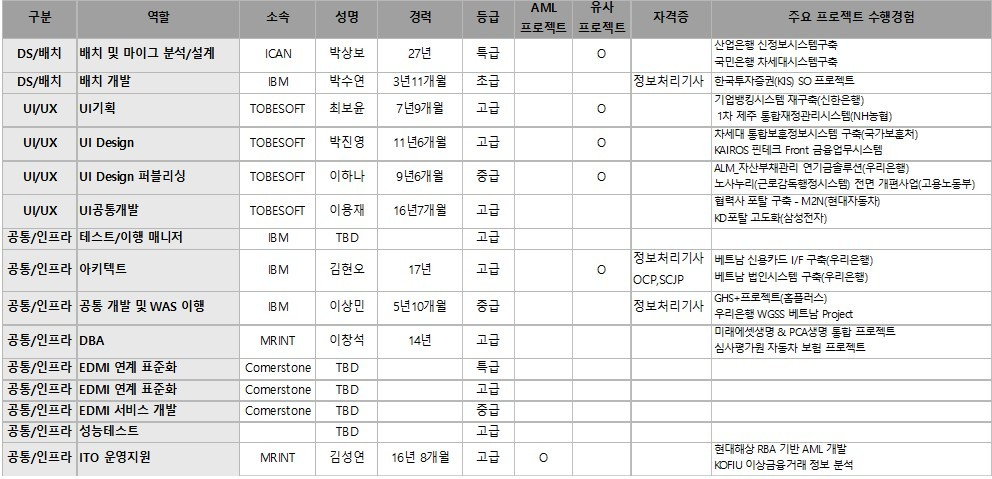 구분 역할 소속 성명 경력 등급 AML 프로젝트 유사 프로젝트 자격증 주요 프로젝트 수행경험
DS/배치 배치 및 마이그 분석/설계 ICAN 박상보 27년 특급 O 산업은행 신정보시스템구축
국민은행 차세대시스템구축
DS/배치 배치 개발 IBM 박수연 3년11개월 초급 정보처리기사 한국투자증권(KIS) SO 프로젝트
UI/UX UI기획 TOBESOFT 최보윤 7년9개월 고급 O 기업뱅킹시스템 재구축(신한은행)
1차 제주 통합재정관리시스템(NH농협)
UI/UX UI Design TOBESOFT 박진영 11년6개월 고급 O 차세대 통합보훈정보시스템 구축(국가보훈처)
KAIROS 핀테크 Front 금융업무시스템
UI/UX UI Design 퍼블리싱 TOBESOFT 이하나 9년6개월 중급 O ALM_자산부채관리 연기금솔루션(우리은행)
노사누리(근로감독행정시스템) 전면 개편사업(고용노동부)
UI/UX UI공통개발 TOBESOFT 이용재 16년7개월 고급 협력사 포탈 구축 - M2N(현대자동차)
KD포탈 고도화(삼성전자)
공통/인프라 테스트/이행 매니저 IBM TBD 고급
공통/인프라 아키텍트 IBM 김현오 17년 고급 O 정보처리기사 베트남 신용카드 I/F 구축(우리은행)
OCP,SCJP 베트남 법인시스템 구축(우리은행)
공통/인프라 공통 개발 및 WAS 이행 IBM 이상민 5년10개월 중급 정보처리기사 GHS+프로젝트(홈플러스)
우리은행 WGSS 베트남 Project
공통/인프라 DBA MRINT 이창석 14년 고급 미래에셋생명 & PCA생명 통합 프로젝트
심사평가원 자동차 보험 프로젝트
공통/인프라 EDMI 연계 표준화 Comerstone TBD 특급
공통/인프라 EDMI 연계 표준화 Comerstone TBD 고급
공통/인프라 EDMI 서비스 개발 Comerstone TBD 중급
공통/인프라 성능테스트 TBD 고급
공통/인프라 ITO 운영지원 MRINT 김성연 16년 8개월 고급 O 현대해상 RBA 기반 AML 개발
KOFIU 이상금융거래 정보 분석